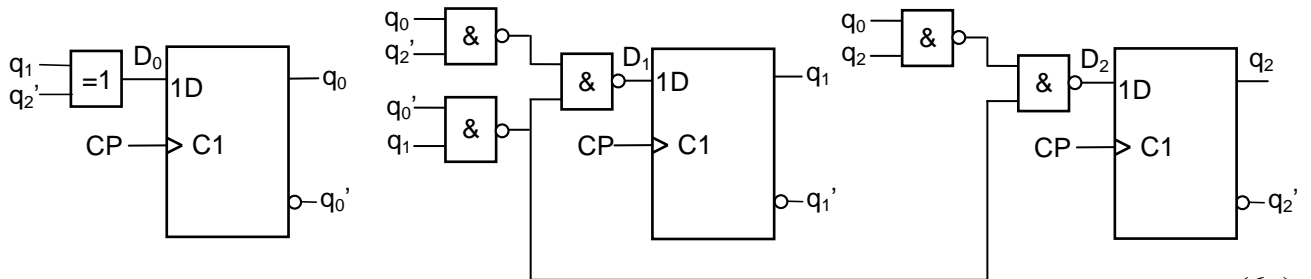 q₀
q₂’
&
q₀’
q₁
&
&
D₁
1D
q₁
CP
C1
q₁’
q₁
q₂’
=1
D₀
1D
q₀
CP
C1
q₀’
q₀
q₂
&
&
D₂
1D
q₂
CP
C1
q₂’